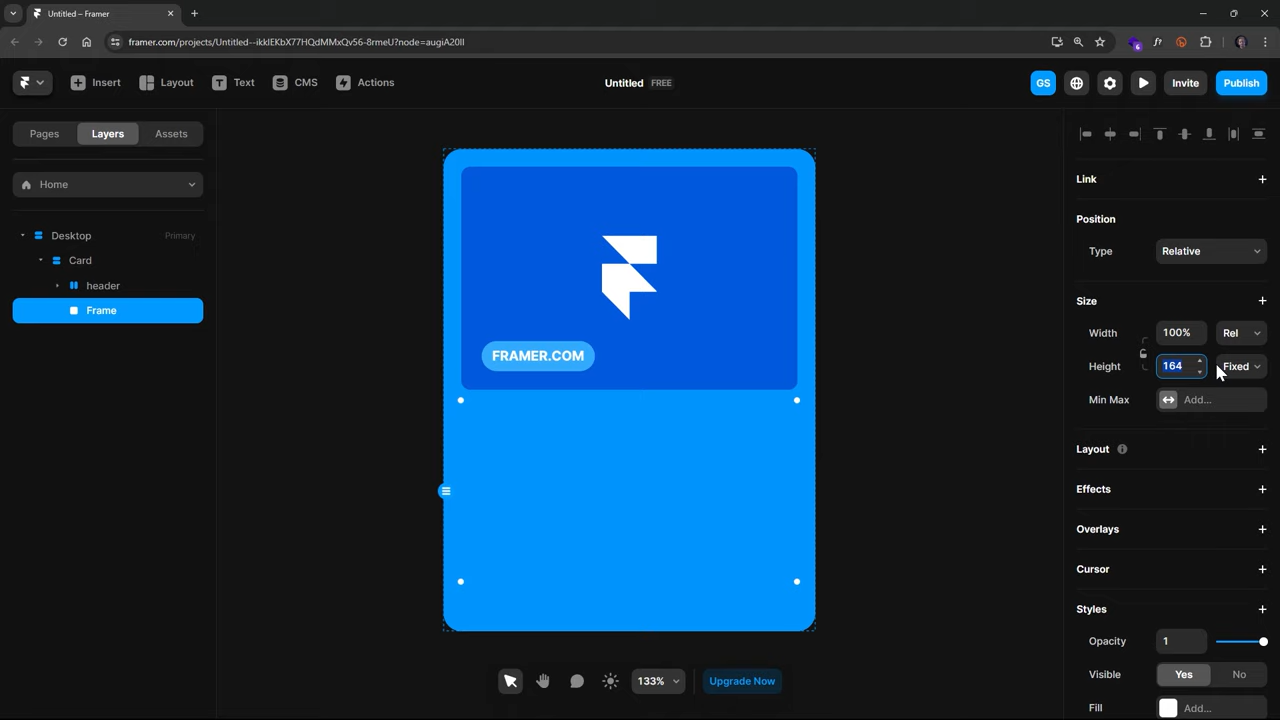 Untitled – Framer
framer.com/projects/Untitled--ikklEKbX77HQdMMxQv56-8rmeU?node=augiA20Il
6
Insert
Layout
Text
CMS
Actions
Untitled FREE
GS
Invite
Publish
Pages
Layers
Assets
Home
Desktop
Primary
Card
header
Frame
FRAMER.COM
133%
Upgrade Now
Link
Position
Type
Relative
Size
Width
100%
Rel
Height
164
Fixed
Min Max
Add...
Layout
Effects
Overlays
Cursor
Styles
Opacity
1
Visible
Yes
No
Fill
Add...